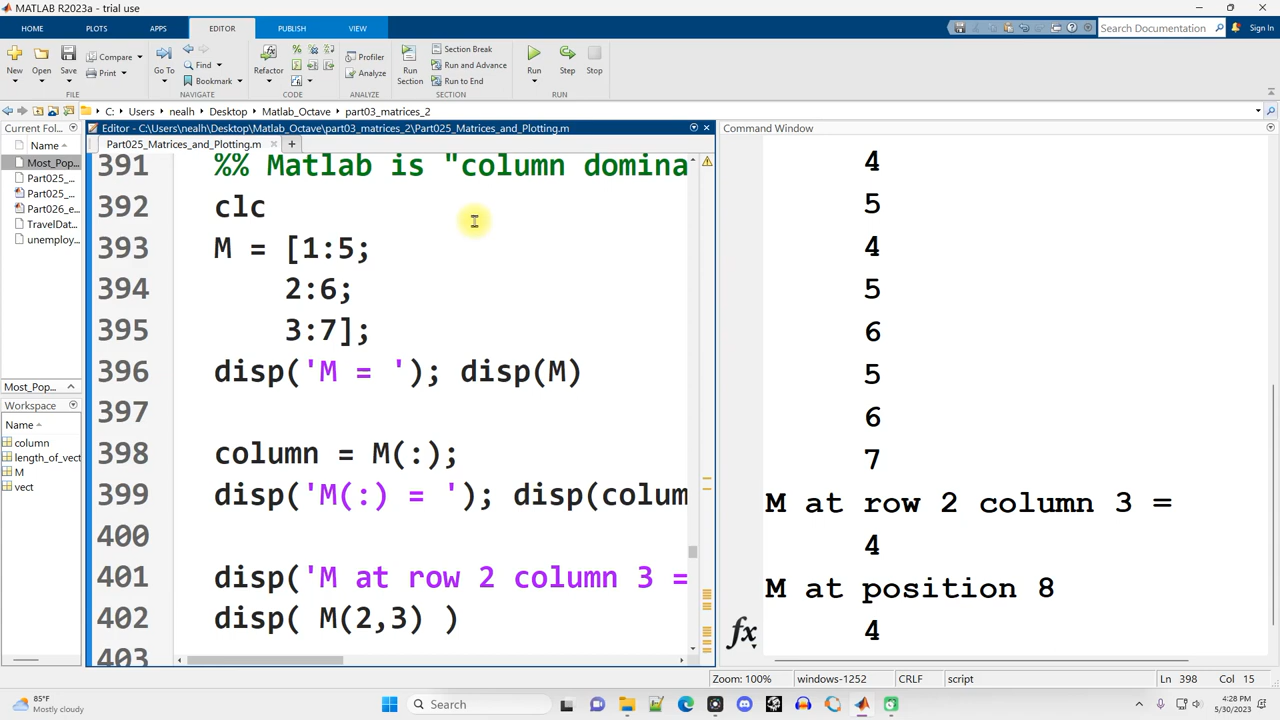 MATLAB R2023a - trial use
HOME PLOTS APPS EDITOR PUBLISH VIEW Search Documentation Sign In
New Open Save Compare Print Go To Find Bookmark Refactor Profiler Analyze Run Section Section Break Run and Advance Run to End Run Step Stop
FILE NAVIGATE CODE ANALYZE SECTION RUN
C: Users nealh Desktop Matlab_Octave part03_matrices_2
Current Fo...
Name
Most_Pop...
Part025_...
Part025_...
Part026_e...
TravelDat...
unemploy...
Most_Pop...
Workspace
Name
column
length_of_vect
M
vect
Editor - C:\Users\nealh\Desktop\Matlab_Octave\part03_matrices_2\Part025_Matrices_and_Plotting.m
Part025_Matrices_and_Plotting.m
391 %% Matlab is "column domina
392 clc
393 M = [1:5;
394 2:6;
395 3:7];
396 disp('M = '); disp(M)
397
398 column = M(:);
399 disp('M(:) = '); disp(colum
400
401 disp('M at row 2 column 3 =
402 disp( M(2,3) )
403
Command Window
4
5
4
5
6
5
6
7
M at row 2 column 3 =
4
M at position 8
4
fx
Zoom: 100% windows-1252 CRLF script Ln 398 Col 15
85°F
Mostly cloudy
Search
4:28 PM
5/30/2023